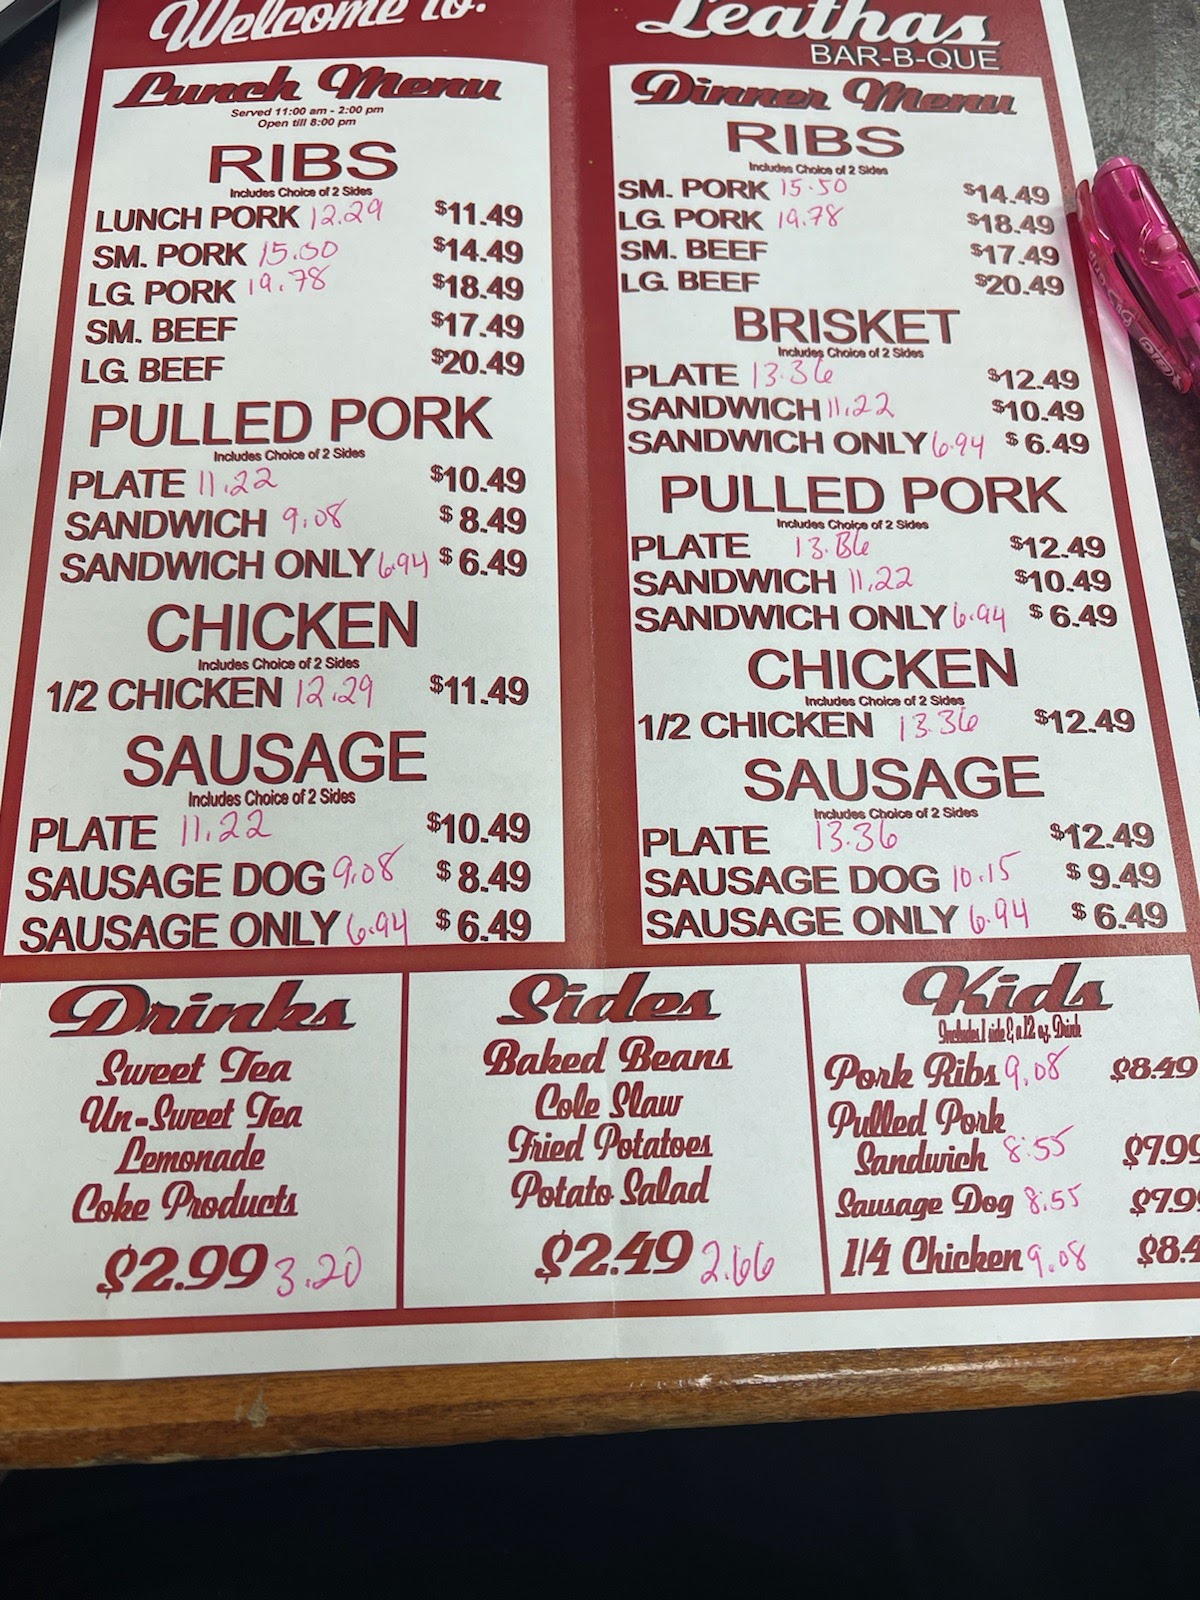 Welcome to:
Lunch Menu
Served 11:00 am - 2:00 pm
Open till 8:00 pm
RIBS
Includes Choice of 2 Sides
LUNCH PORK 12.29 $11.49
SM. PORK 15.50 $14.49
LG. PORK 19.78 $18.49
SM. BEEF $17.49
LG. BEEF $20.49
PULLED PORK
Includes Choice of 2 Sides
PLATE 11.22 $10.49
SANDWICH 9.08 $8.49
SANDWICH ONLY 6.94 $6.49
CHICKEN
Includes Choice of 2 Sides
1/2 CHICKEN 12.29 $11.49
SAUSAGE
Includes Choice of 2 Sides
PLATE 11.22 $10.49
SAUSAGE DOG 9.08 $8.49
SAUSAGE ONLY 6.94 $6.49
Leathas
BAR-B-QUE
Dinner Menu
RIBS
Includes Choice of 2 Sides
SM. PORK 15.50 $14.49
LG. PORK 19.78 $18.49
SM. BEEF $17.49
LG. BEEF $20.49
BRISKET
Includes Choice of 2 Sides
PLATE 13.36 $12.49
SANDWICH 11.22 $10.49
SANDWICH ONLY 6.94 $6.49
PULLED PORK
Includes Choice of 2 Sides
PLATE 13.36 $12.49
SANDWICH 11.22 $10.49
SANDWICH ONLY 6.94 $6.49
CHICKEN
Includes Choice of 2 Sides
1/2 CHICKEN 13.36 $12.49
SAUSAGE
Includes Choice of 2 Sides
PLATE 13.36 $12.49
SAUSAGE DOG 10.15 $9.49
SAUSAGE ONLY 6.94 $6.49
Drinks
Sweet Tea
Un-Sweet Tea
Lemonade
Coke Products
$2.99 3.20
Sides
Baked Beans
Cole Slaw
Fried Potatoes
Potato Salad
$2.49 2.66
Kids
Includes 1 side & a 12 oz. Drink
Pork Ribs 9.08 $8.49
Pulled Pork
Sandwich 8.55 $7.99
Sausage Dog 8.55 $7.99
1/4 Chicken 9.08 $8.4